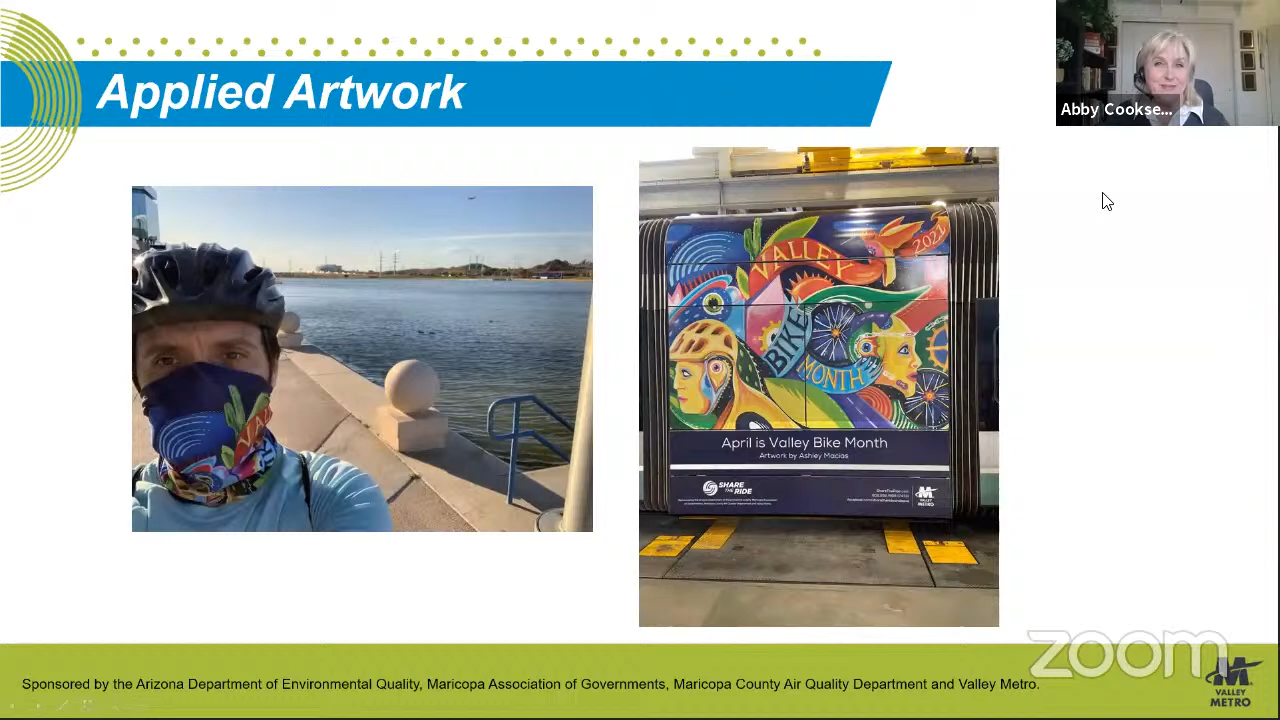 Applied Artwork
Abby Cookse...
VALLEY
2021
BIKE
MONTH
April is Valley Bike Month
Artwork by Ashley Macias
SHARE
THE RIDE
VALLEY
METRO
VA
zoom
Sponsored by the Arizona Department of Environmental Quality, Maricopa Association of Governments, Maricopa County Air Quality Department and Valley Metro.
VALLEY
METRO